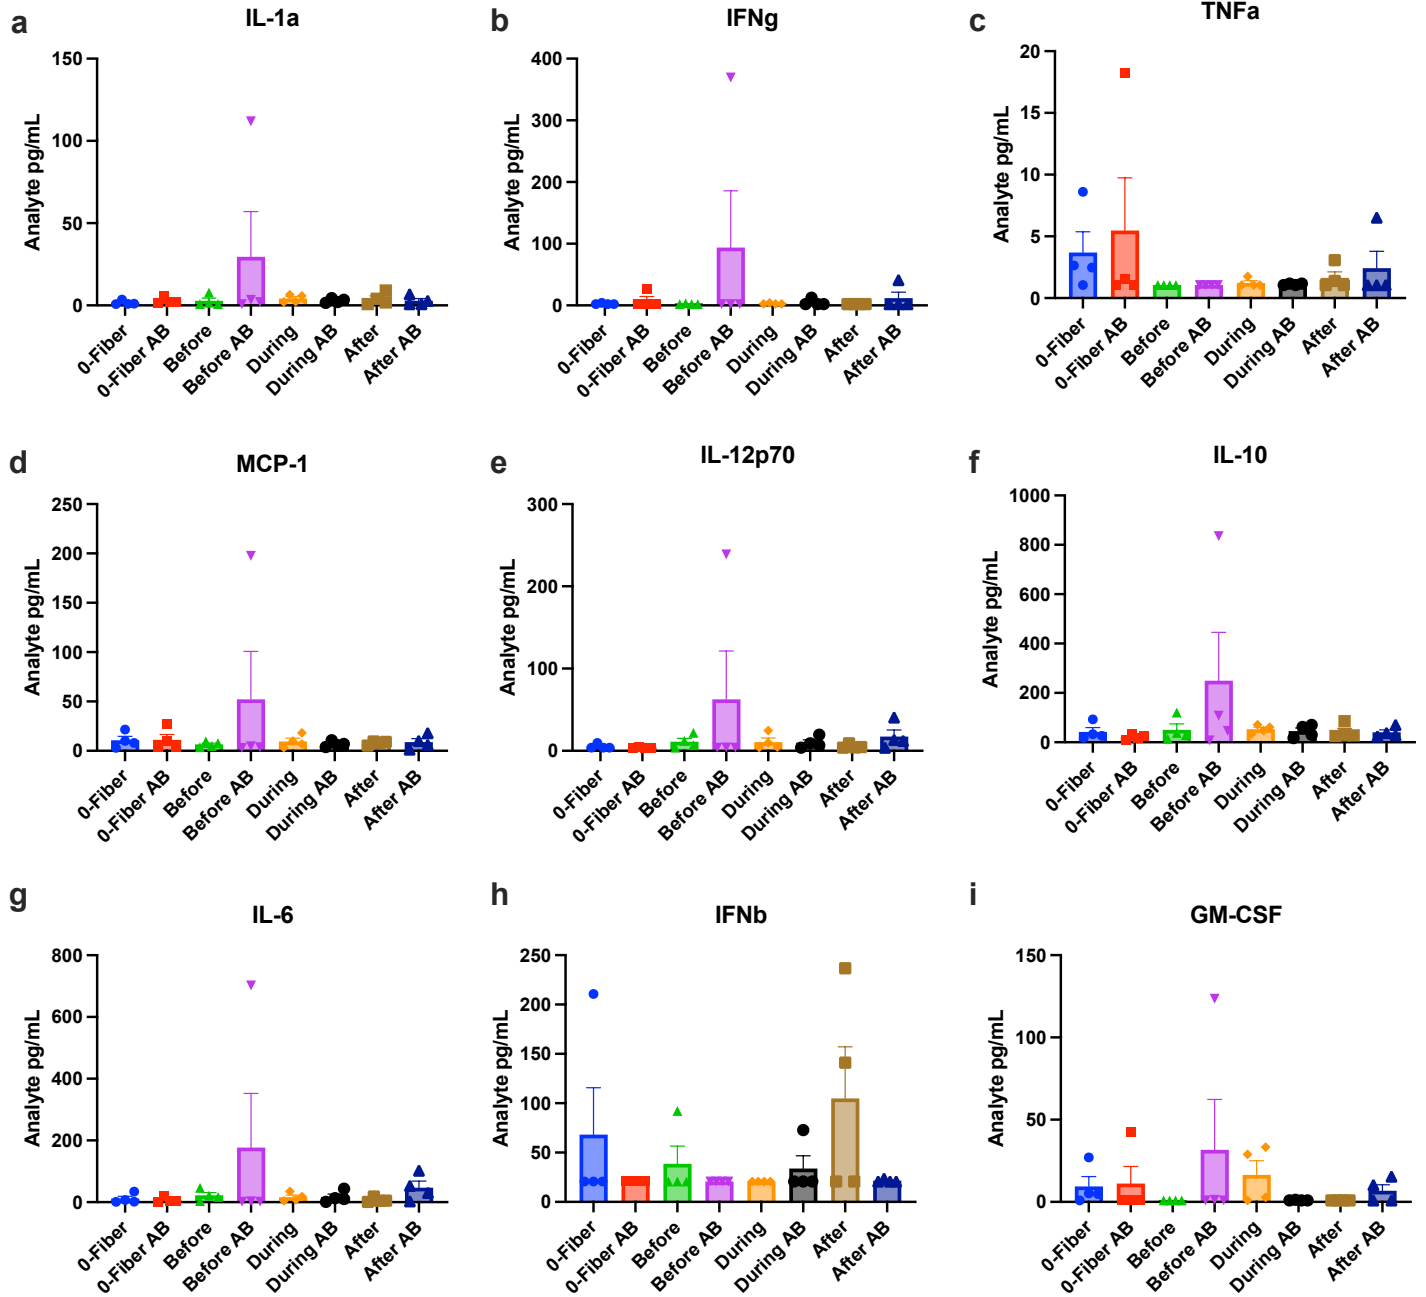 a
IL-1a
Analyte pg/mL
150
100
50
0
0-Fiber
0-Fiber AB
Before
Before AB
During
During AB
After
After AB
b
IFNg
Analyte pg/mL
400
300
200
100
0
0-Fiber
0-Fiber AB
Before
Before AB
During
During AB
After
After AB
c
TNFa
Analyte pg/mL
20
15
10
5
0
0-Fiber
0-Fiber AB
Before
Before AB
During
During AB
After
After AB
d
MCP-1
Analyte pg/mL
250
200
150
100
50
0
0-Fiber
0-Fiber AB
Before
Before AB
During
During AB
After
After AB
e
IL-12p70
Analyte pg/mL
300
200
100
0
0-Fiber
0-Fiber AB
Before
Before AB
During
During AB
After
After AB
f
IL-10
Analyte pg/mL
1000
800
600
400
200
0
0-Fiber
0-Fiber AB
Before
Before AB
During
During AB
After
After AB
g
IL-6
Analyte pg/mL
800
600
400
200
0
0-Fiber
0-Fiber AB
Before
Before AB
During
During AB
After
After AB
h
IFNb
Analyte pg/mL
250
200
150
100
50
0
0-Fiber
0-Fiber AB
Before
Before AB
During
During AB
After
After AB
i
GM-CSF
Analyte pg/mL
150
100
50
0
0-Fiber
0-Fiber AB
Before
Before AB
During
During AB
After
After AB